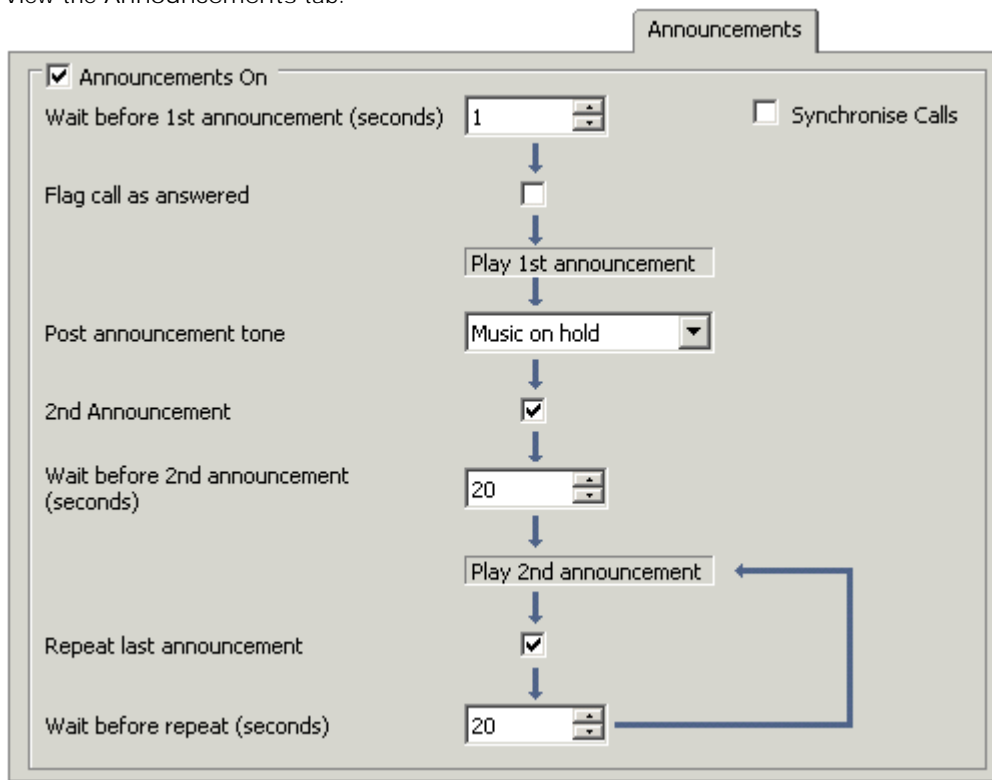 View the Announcements tab.
Announcements
Announcements On
Wait before 1st announcement (seconds) 1 Synchronise Calls
Flag call as answered
Play 1st announcement
Post announcement tone Music on hold
2nd Announcement
Wait before 2nd announcement
(seconds) 20
Play 2nd announcement
Repeat last announcement
Wait before repeat (seconds) 20